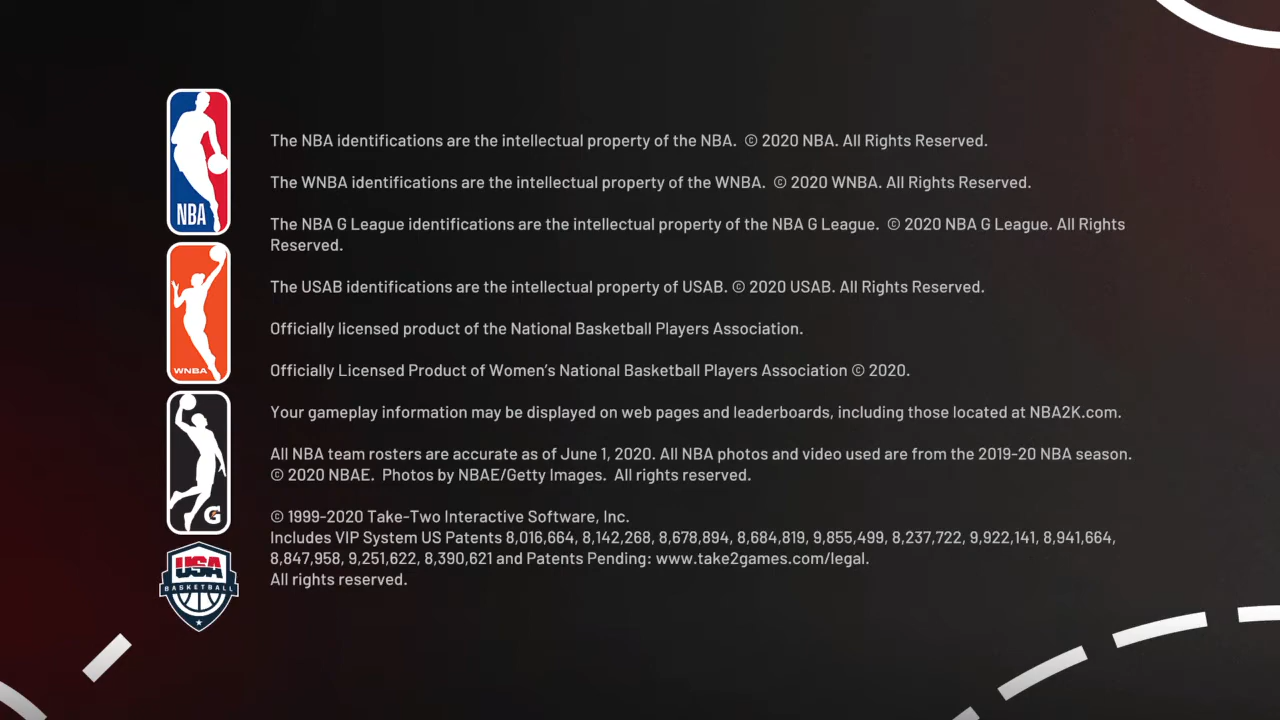 NBA
The NBA identifications are the intellectual property of the NBA.  © 2020 NBA. All Rights Reserved.
The WNBA identifications are the intellectual property of the WNBA.  © 2020 WNBA. All Rights Reserved.
The NBA G League identifications are the intellectual property of the NBA G League.  © 2020 NBA G League. All Rights
Reserved.
WNBA
The USAB identifications are the intellectual property of USAB. © 2020 USAB. All Rights Reserved.
Officially licensed product of the National Basketball Players Association.
Officially Licensed Product of Women’s National Basketball Players Association © 2020.
Your gameplay information may be displayed on web pages and leaderboards, including those located at NBA2K.com.
G
All NBA team rosters are accurate as of June 1, 2020. All NBA photos and video used are from the 2019-20 NBA season.
© 2020 NBAE.  Photos by NBAE/Getty Images.  All rights reserved.
© 1999-2020 Take-Two Interactive Software, Inc.
Includes VIP System US Patents 8,016,664, 8,142,268, 8,678,894, 8,684,819, 9,855,499, 8,237,722, 9,922,141, 8,941,664,
8,847,958, 9,251,622, 8,390,621 and Patents Pending: www.take2games.com/legal.
All rights reserved.
USA
BASKETBALL